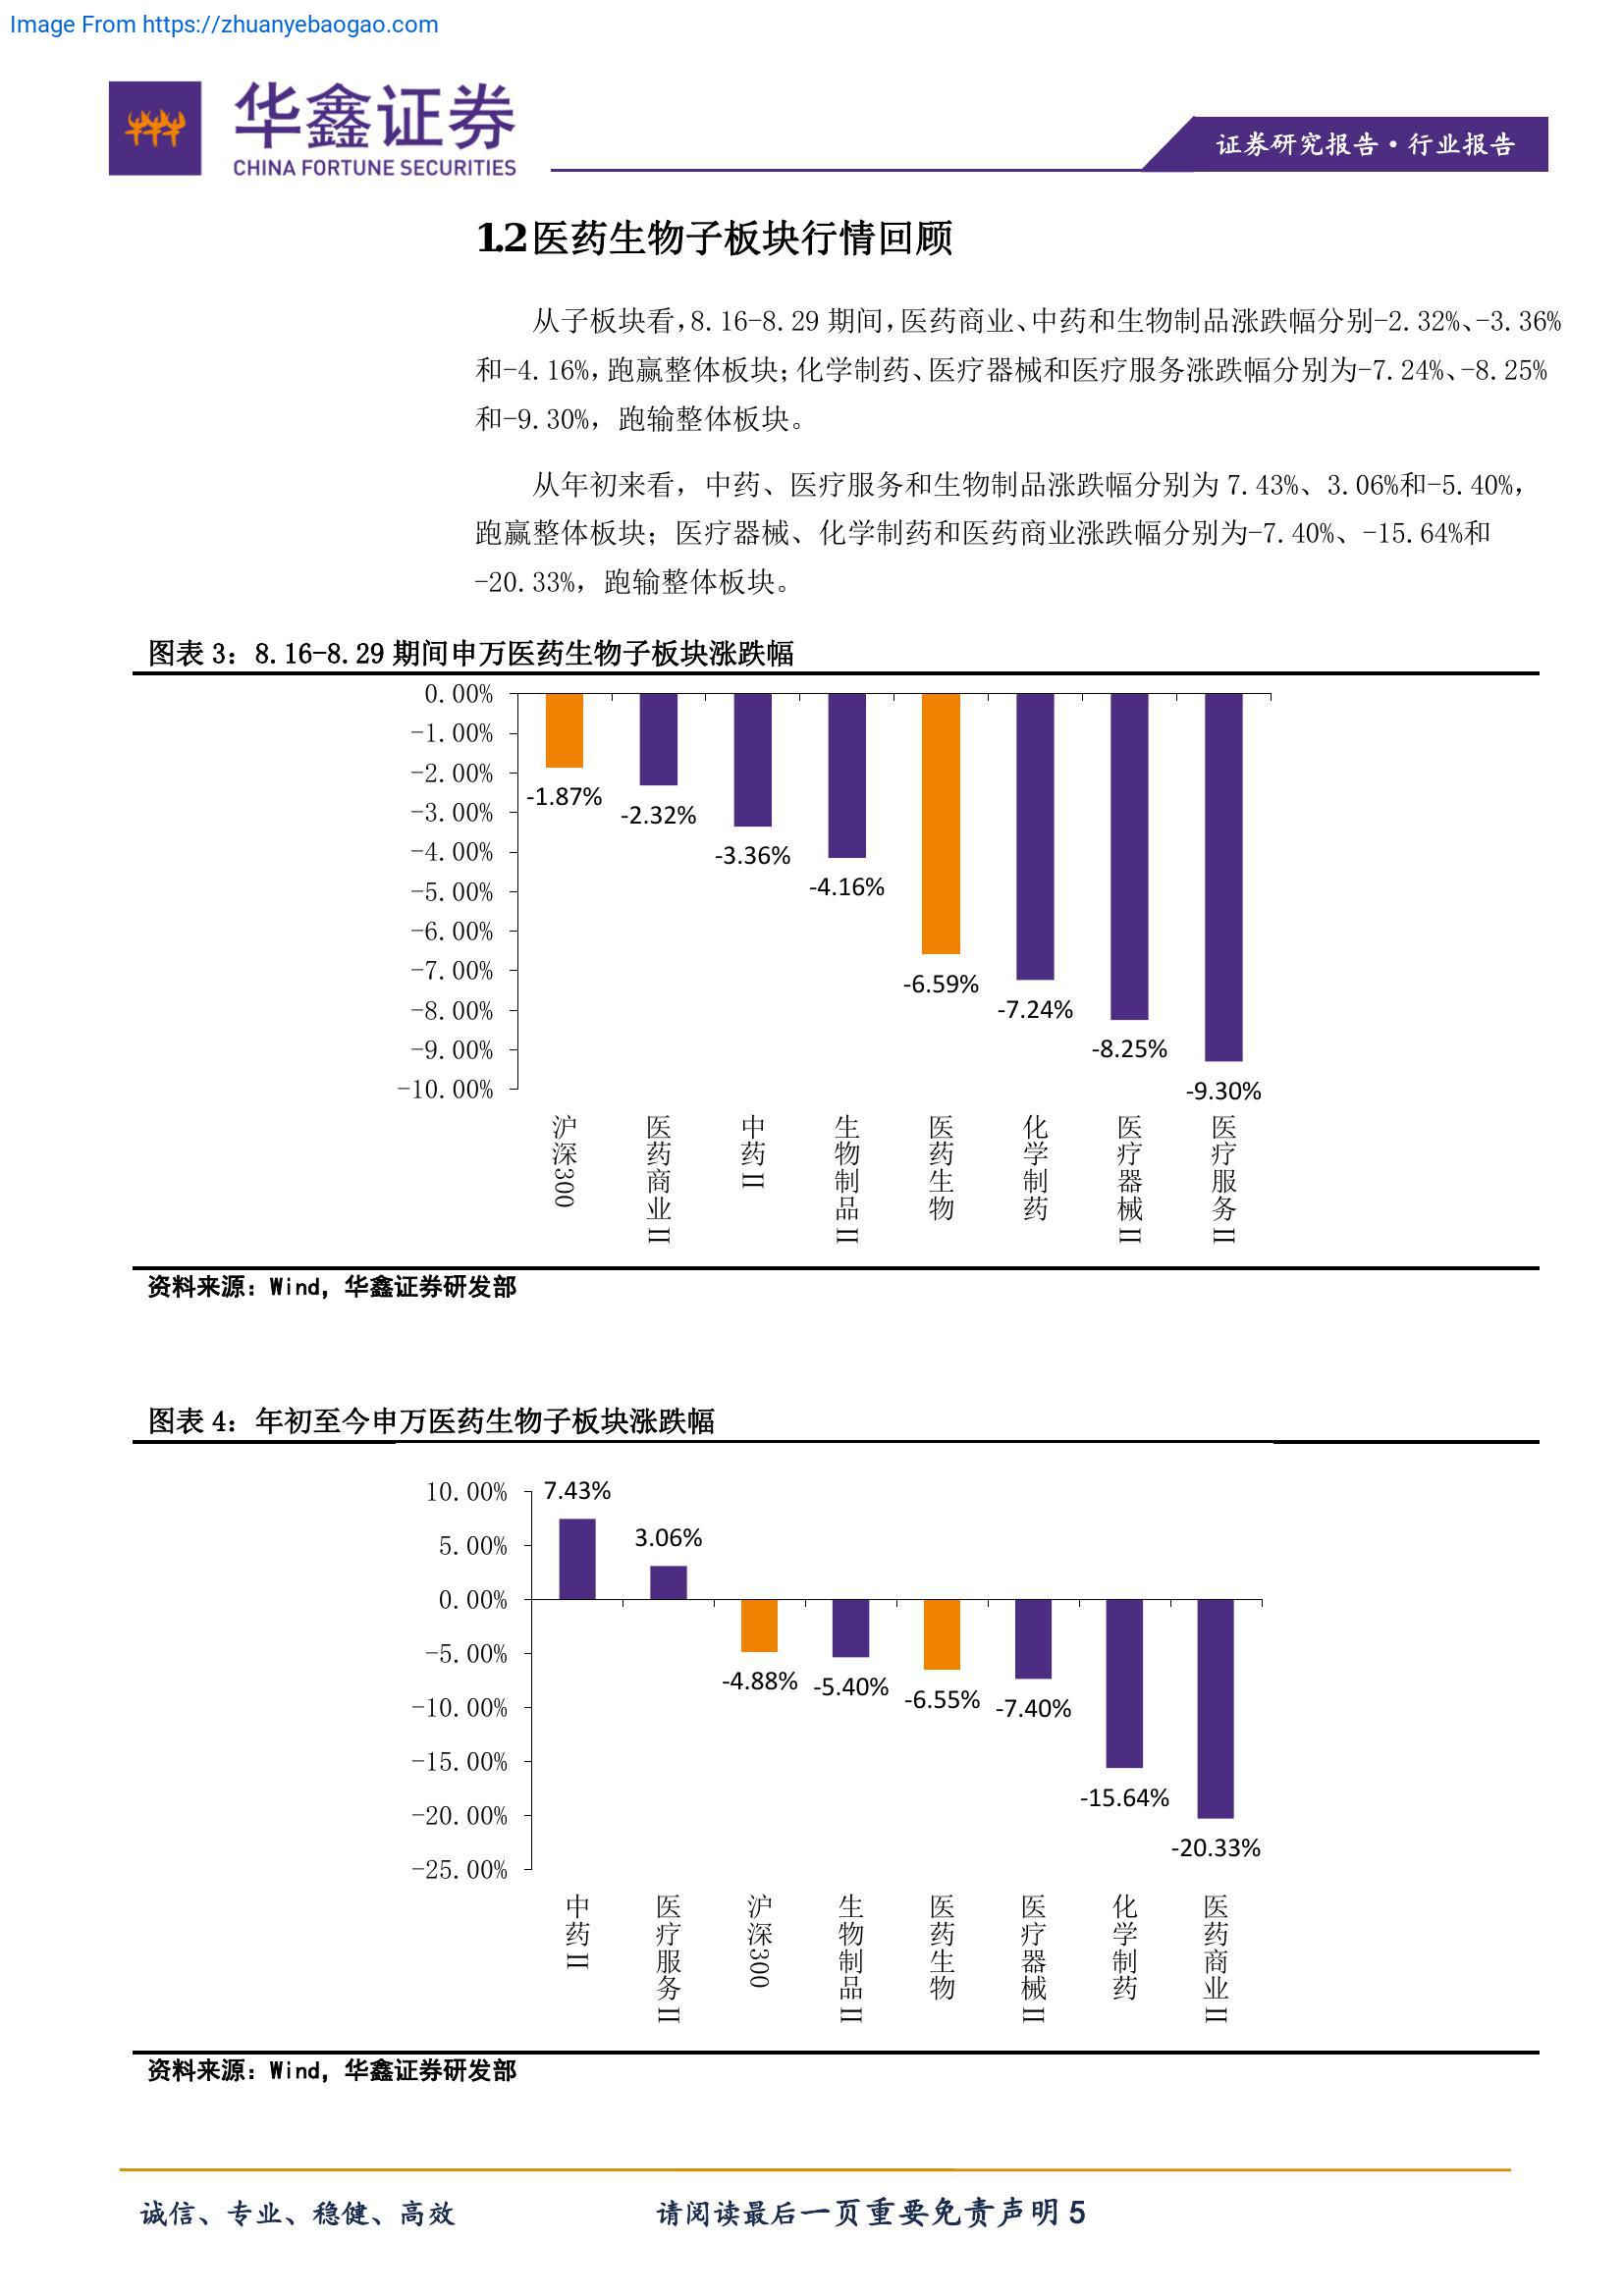 Image From https://zhuanyebaogao.com
华鑫证券
CHINA FORTUNE SECURITIES
证券研究报告·行业报告
1.2医药生物子板块行情回顾
从子板块看,8.16-8.29 期间,医药商业、中药和生物制品涨跌幅分别-2.32%、-3.36%
和-4.16%,跑赢整体板块;化学制药、医疗器械和医疗服务涨跌幅分别为-7.24%、-8.25%
和-9.30%，跑输整体板块。
从年初来看，中药、医疗服务和生物制品涨跌幅分别为 7.43%、3.06%和-5.40%，
跑赢整体板块；医疗器械、化学制药和医药商业涨跌幅分别为-7.40%、-15.64%和
-20.33%，跑输整体板块。
图表 3：8.16-8.29 期间申万医药生物子板块涨跌幅
0.00%
-1.00%
-2.00%
-3.00%
-4.00%
-5.00%
-6.00%
-7.00%
-8.00%
-9.00%
-10.00%
-1.87%
-2.32%
-3.36%
-4.16%
-6.59%
-7.24%
-8.25%
-9.30%
沪深300
医药商业Ⅱ
中药Ⅱ
生物制品Ⅱ
医药生物
化学制药
医疗器械Ⅱ
医疗服务Ⅱ
资料来源：Wind，华鑫证券研发部
图表 4：年初至今申万医药生物子板块涨跌幅
10.00%
5.00%
0.00%
-5.00%
-10.00%
-15.00%
-20.00%
-25.00%
7.43%
3.06%
-4.88%
-5.40%
-6.55%
-7.40%
-15.64%
-20.33%
中药Ⅱ
医疗服务Ⅱ
沪深300
生物制品Ⅱ
医药生物
医疗器械Ⅱ
化学制药
医药商业Ⅱ
资料来源：Wind，华鑫证券研发部
诚信、专业、稳健、高效
请阅读最后一页重要免责声明 5